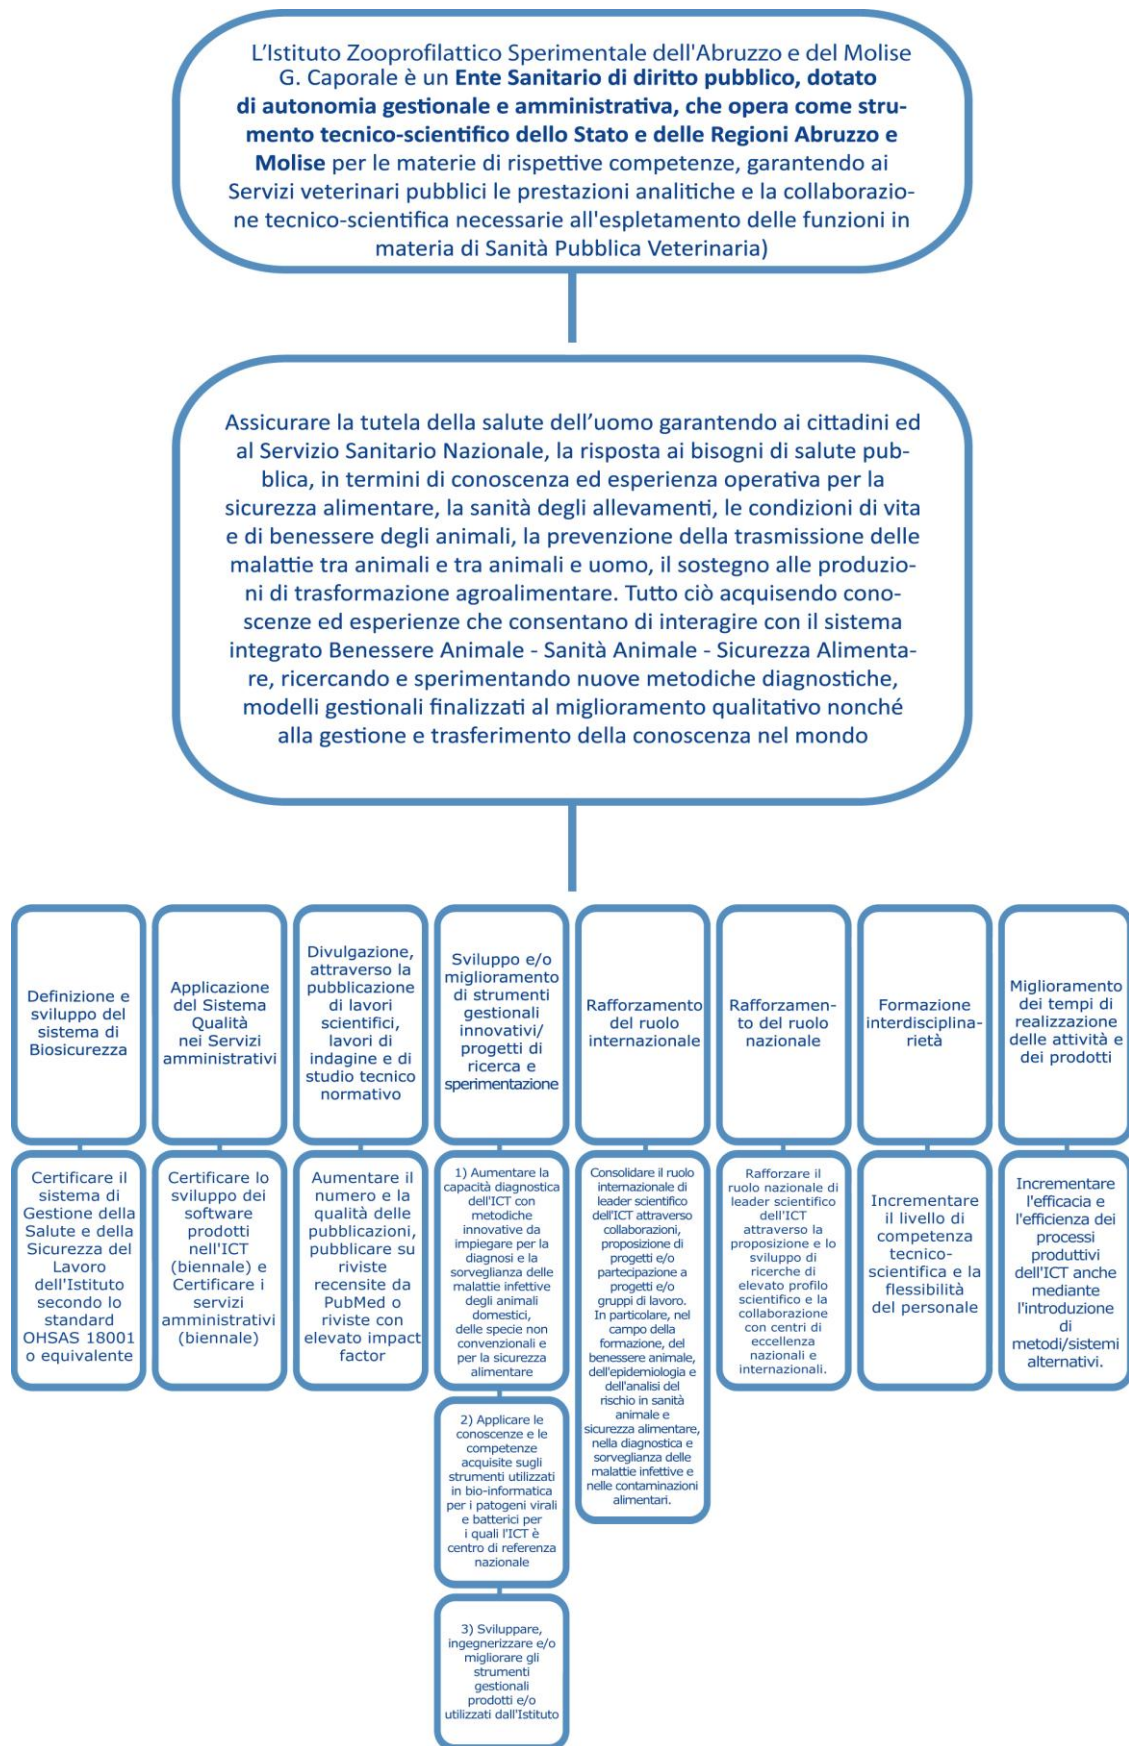 L'Istituto Zooprofilattico Sperimentale dell'Abruzzo e del Molise
G. Caporale è un Ente Sanitario di diritto pubblico, dotato
di autonomia gestionale e amministrativa, che opera come stru-
mento tecnico-scientifico dello Stato e delle Regioni Abruzzo e
Molise per le materie di rispettive competenze, garantendo ai
Servizi veterinari pubblici le prestazioni analitiche e la collaborazio-
ne tecnico-scientifica necessarie all'espletamento delle funzioni in
materia di Sanità Pubblica Veterinaria)
Assicurare la tutela della salute dell'uomo garantendo ai cittadini ed
al Servizio Sanitario Nazionale, la risposta ai bisogni di salute pub-
blica, in termini di conoscenza ed esperienza operativa per la
sicurezza alimentare, la sanità degli allevamenti, le condizioni di vita
e di benessere degli animali, la prevenzione della trasmissione delle
malattie tra animali e tra animali e uomo, il sostegno alle produzio-
ni di trasformazione agroalimentare. Tutto ciò acquisendo cono-
scenze ed esperienze che consentano di interagire con il sistema
integrato Benessere Animale - Sanità Animale - Sicurezza Alimenta-
re, ricercando e sperimentando nuove metodiche diagnostiche,
modelli gestionali finalizzati al miglioramento qualitativo nonché
alla gestione e trasferimento della conoscenza nel mondo
Definizione e
sviluppo del
sistema di
Biosicurezza
Applicazione
del Sistema
Qualità
nei Servizi
amministrativi
Divulgazione,
attraverso la
pubblicazione
di lavori
scientifici,
lavori di
indagine e di
studio tecnico
normativo
Sviluppo e/o
miglioramento
di strumenti
gestionali
innovativi/
progetti di
ricerca e
sperimentazione
Rafforzamento
del ruolo
internazionale
Rafforzamen-
to del ruolo
nazionale
Formazione
interdisciplina-
rietà
Miglioramento
dei tempi di
realizzazione
delle attività e
dei prodotti
Certificare il
sistema di
Gestione della
Salute e della
Sicurezza del
Lavoro
dell'Istituto
secondo lo
standard
OHSAS 18001
o equivalente
Certificare lo
sviluppo dei
software
prodotti
nell'ICT
(biennale) e
Certificare i
servizi
amministrativi
(biennale)
Aumentare il
numero e la
qualità delle
pubblicazioni,
pubblicare su
riviste
recensite da
PubMed o
riviste con
elevato impact
factor
1) Aumentare la
capacità diagnostica
dell'ICT con
metodiche
innovative da
impiegare per la
diagnosi e la
sorveglianza delle
malattie infettive
degli animali
domestici,
delle specie non
convenzionali e
per la sicurezza
alimentare
2) Applicare le
conoscenze e le
competenze
acquisite sugli
strumenti utilizzati
in bio-informatica
per i patogeni virali
e batterici per
i quali l'ICT è
centro di referenza
nazionale
3) Sviluppare,
ingegnerizzare e/o
migliorare gli
strumenti
gestionali
prodotti e/o
utilizzati dall'Istituto
Consolidare il ruolo
internazionale di
leader scientifico
dell'ICT attraverso
collaborazioni,
proposizione di
progetti e/o
partecipazione a
progetti e/o
gruppi di lavoro.
In particolare, nel
campo della
formazione, del
benessere animale,
dell'epidemiologia e
dell'analisi del
rischio in sanità
animale e
sicurezza alimentare,
nella diagnostica e
sorveglianza delle
malattie infettive e
nelle contaminazioni
alimentari.
Rafforzare il
ruolo nazionale di
leader scientifico
dell'ICT
attraverso la
proposizione e lo
sviluppo di
ricerche di
elevato profilo
scientifico e la
collaborazione
con centri di
eccellenza
nazionali e
internazionali.
Incrementare
il livello di
competenza
tecnico-
scientifica e la
flessibilità
del personale
Incrementare
l'efficacia e
l'efficienza dei
processi
produttivi
dell'ICT anche
mediante
l'introduzione
di
metodi/sistemi
alternativi.